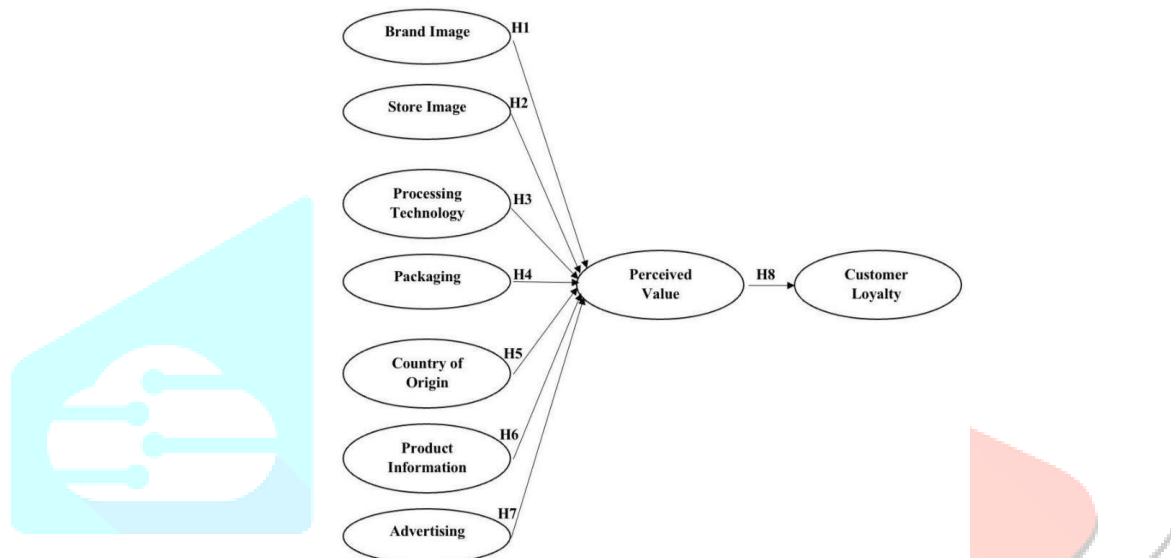 Brand Image
H1
Store Image
H2
Processing
Technology
H3
Packaging
H4
Perceived
Value
H8
Customer
Loyalty
Country of
Origin
H5
Product
Information
H6
Advertising
H7